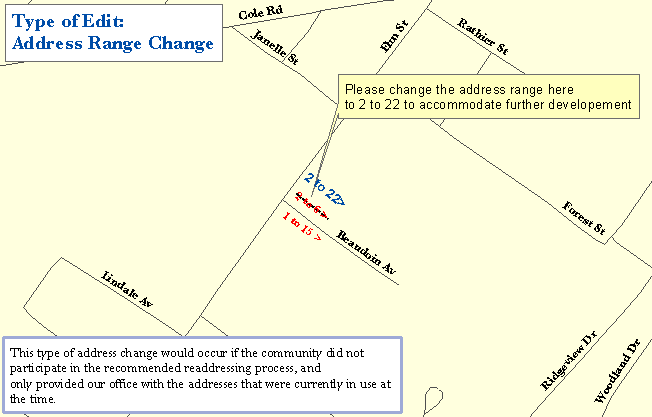 Type of Edit:
Address Range Change
Cole Rd
Janelle St
Elm St
Rathier St
Please change the address range here
to 2 to 22 to accommodate further developement
2 to 22>
2 to 6 >
1 to 15 >
Beaudoin Av
Forest St
Lindale Av
Ridgeview Dr
Woodland Dr
This type of address change would occur if the community did not
participate in the recommended readdressing process, and
only provided our office with the addresses that were currently in use at
the time.